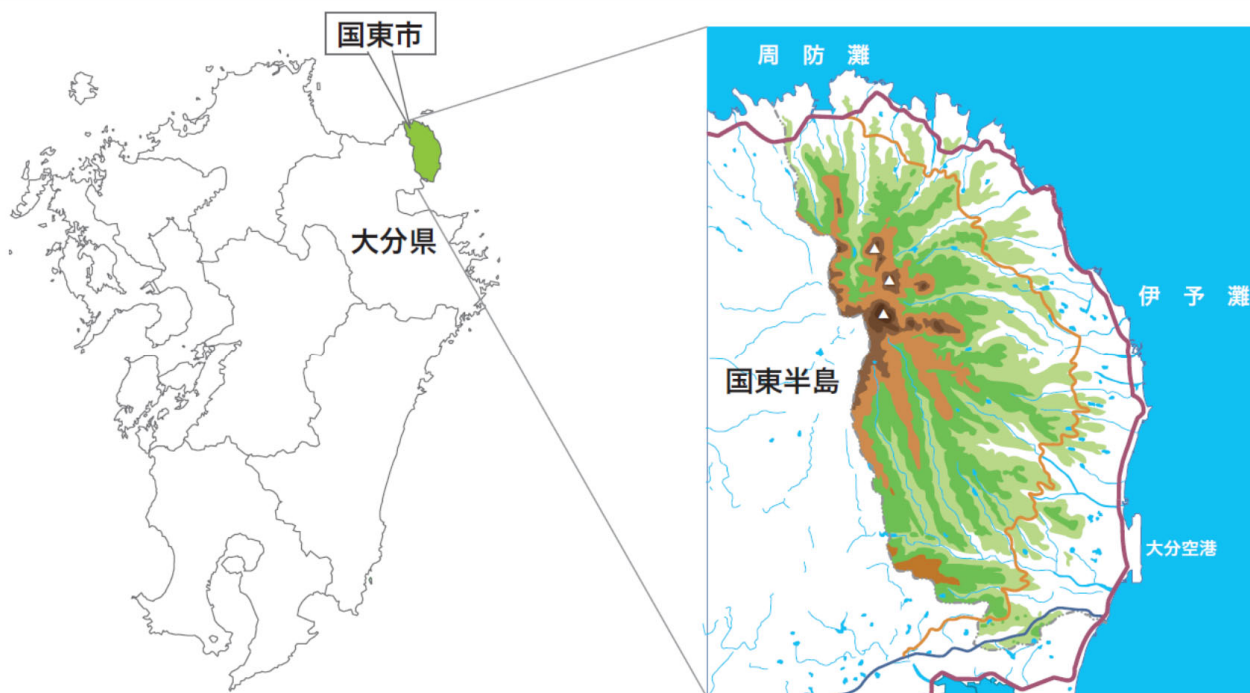 国東市
大分県
周防灘
伊予灘
国東半島
大分空港